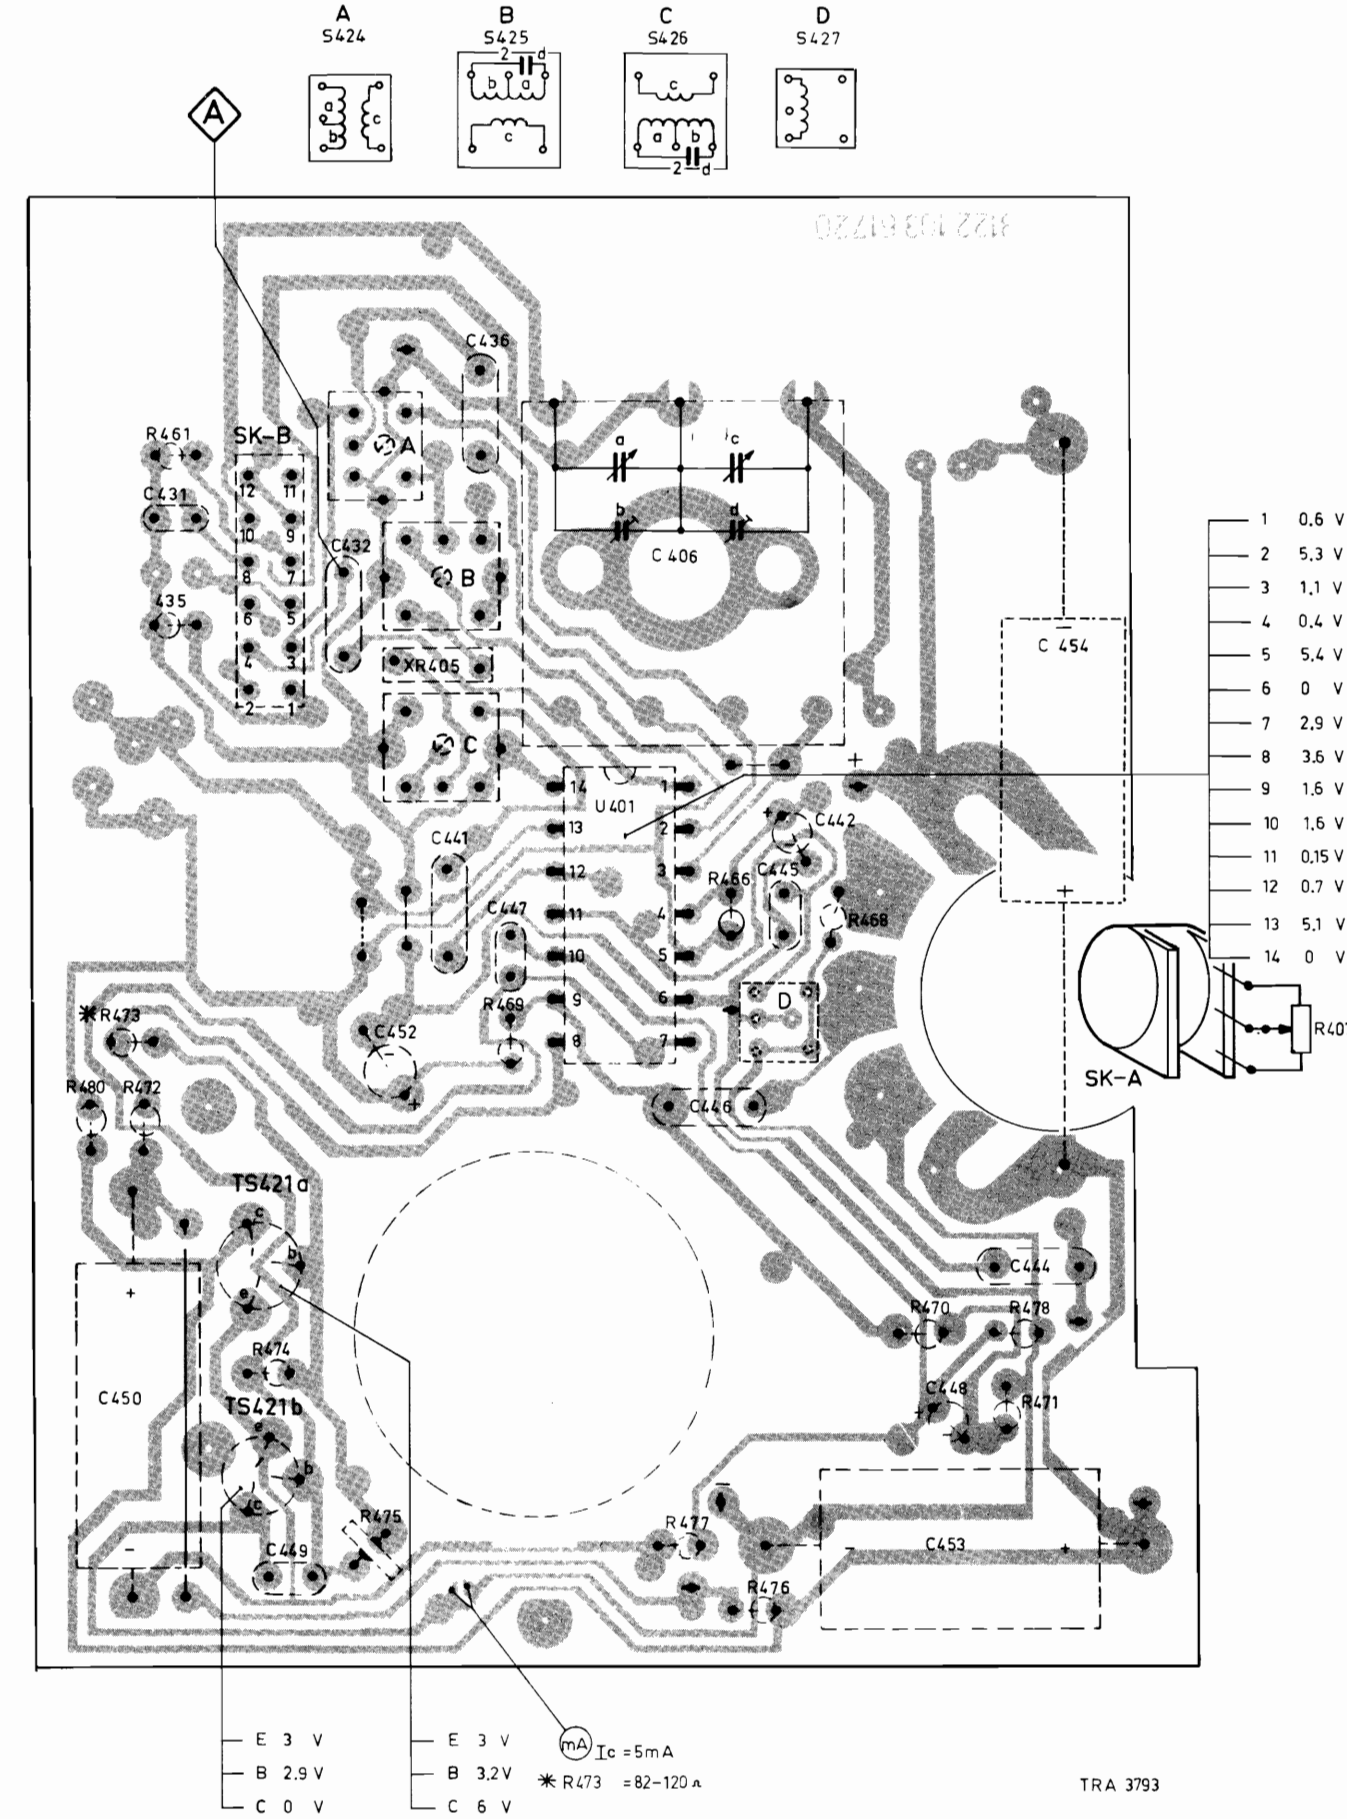 A
S424
B
S425
C
S426
D
S427
a
b
c
2
d
b
a
c
c
a
b
2
d
A
3122 103 61720
C436
R461
SK-B
A
12
11
C431
10
9
C432
8
7
B
435
6
5
4
3
XR405
2
1
C
a
c
b
d
C 406
C 454
+
1 0.6 V
2 5,3 V
3 1,1 V
4 0.4 V
5 5,4 V
6 0 V
7 2.9 V
8 3.6 V
9 1,6 V
10 1,6 V
11 0,15 V
12 0.7 V
13 5,1 V
14 0 V
+
U401
14
1
13
2
12
3
11
4
10
5
9
6
8
7
C442
C441
R466
C445
C447
R468
R469
D
R473
C452
+
R480
R472
C446
SK-A
TS421a
c
b
e
+
C450
R474
TS421b
e
b
c
C444
R470
R478
C448
+
R471
R475
C449
R477
C453
+
R476
E 3 V
B 2.9 V
C 0 V
E 3 V
B 3.2V
C 6 V
mA Ic = 5mA
* R473 = 82-120 Ω
TRA 3793